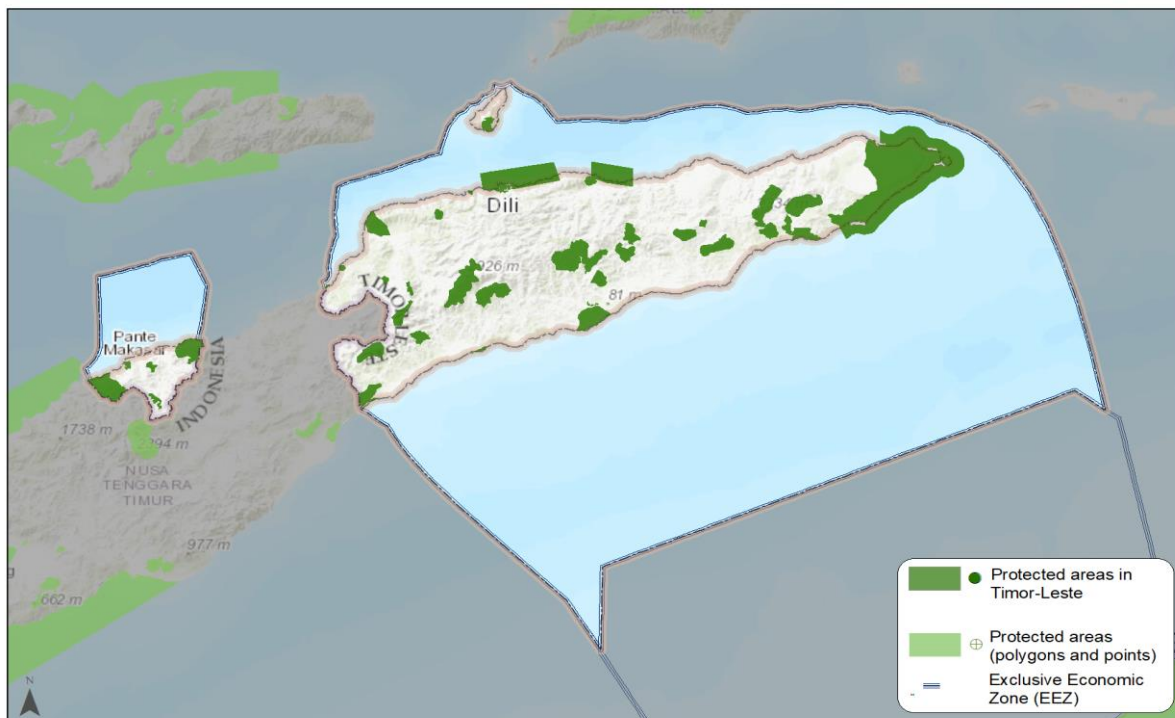 Dili
926 m
81 m
TIMOR-LESTE
Pante
Makasar
INDONESIA
1738 m
2394 m
NUSA
TENGGARA
TIMUR
977 m
662 m
N
Protected areas in
Timor-Leste
Protected areas
(polygons and points)
Exclusive Economic
Zone (EEZ)